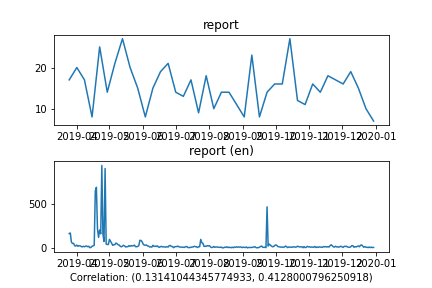 report
20
10
2019-04 2019-05 2019-06 2019-07 2019-08 2019-09 2019-10 2019-11 2019-12 2020-01
report (en)
500
0
2019-04 2019-05 2019-06 2019-07 2019-08 2019-09 2019-10 2019-11 2019-12 2020-01
Correlation: (0.13141044345774933, 0.4128000796250918)